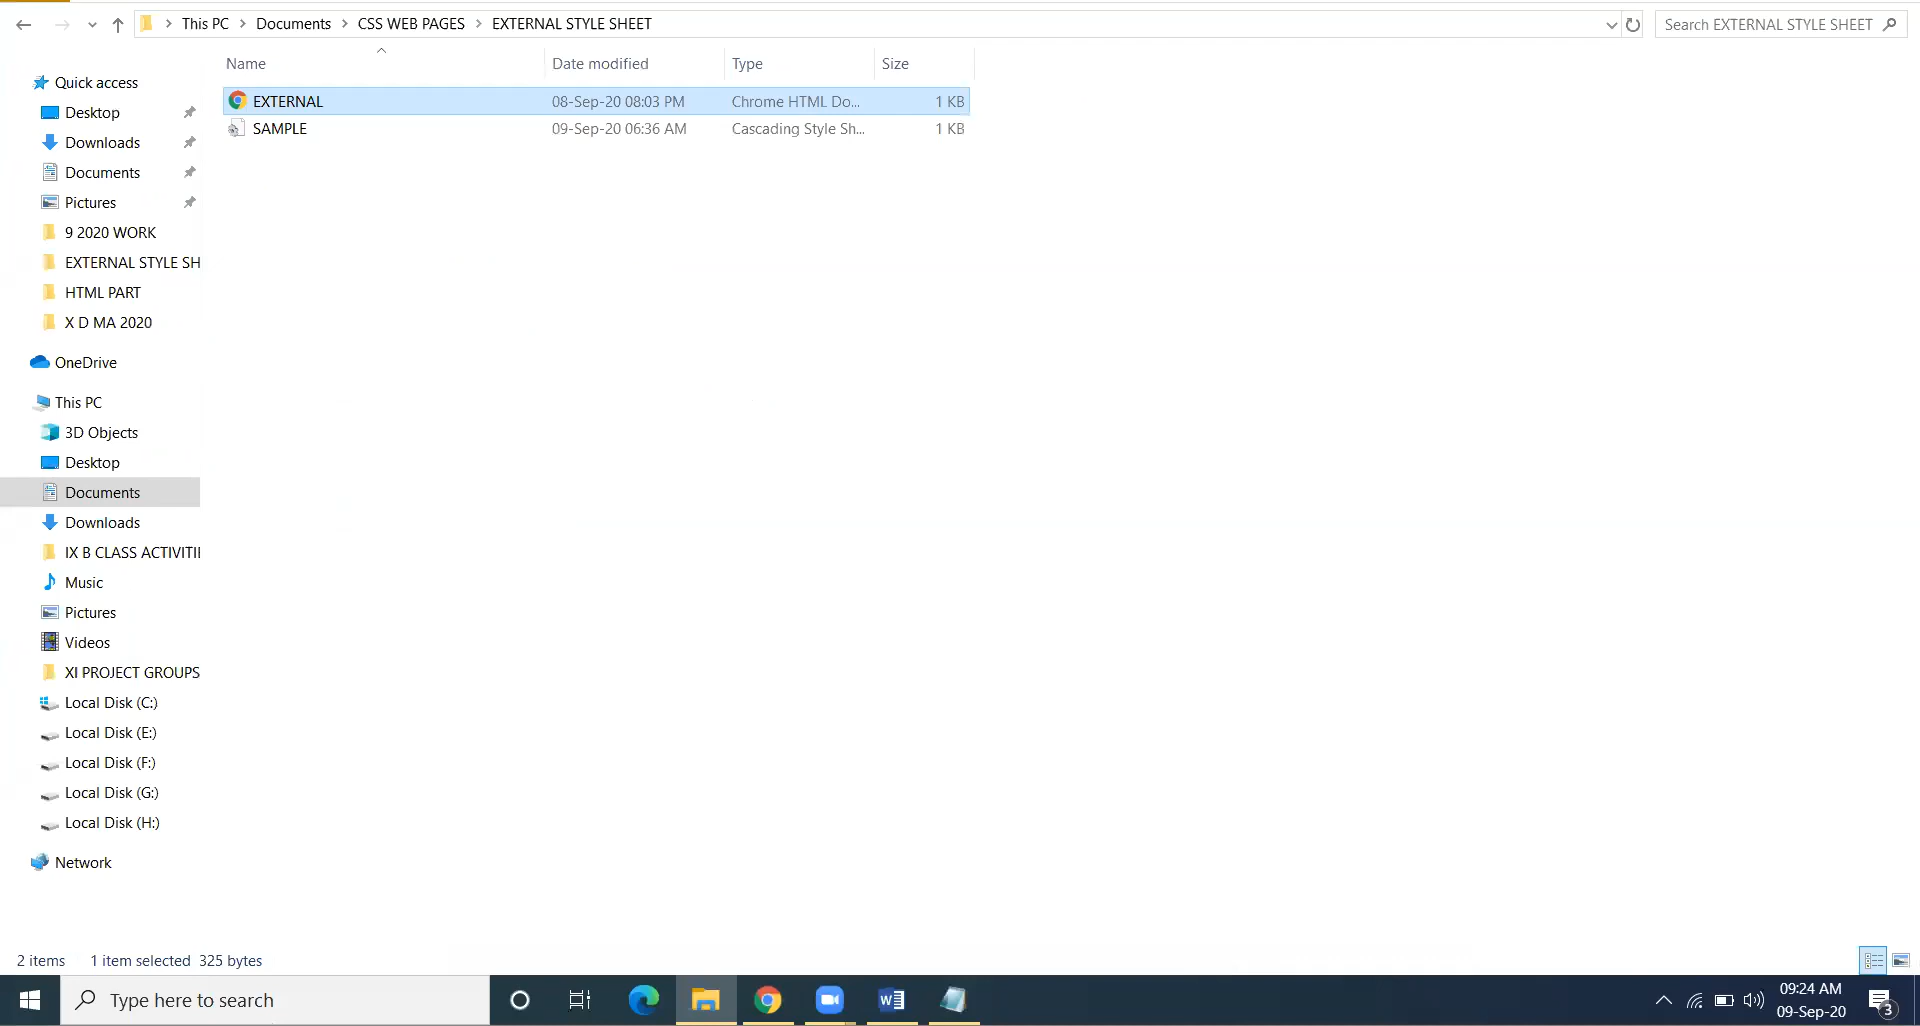 This PC > Documents > CSS WEB PAGES > EXTERNAL STYLE SHEET
Search EXTERNAL STYLE SHEET
Name Date modified Type Size
EXTERNAL 08-Sep-20 08:03 PM Chrome HTML Do... 1 KB
SAMPLE 09-Sep-20 06:36 AM Cascading Style Sh... 1 KB
Quick access
Desktop
Downloads
Documents
Pictures
9 2020 WORK
EXTERNAL STYLE SH
HTML PART
X D MA 2020
OneDrive
This PC
3D Objects
Desktop
Documents
Downloads
IX B CLASS ACTIVITII
Music
Pictures
Videos
XI PROJECT GROUPS
Local Disk (C:)
Local Disk (E:)
Local Disk (F:)
Local Disk (G:)
Local Disk (H:)
Network
2 items 1 item selected 325 bytes
Type here to search
W
09:24 AM
09-Sep-20
3